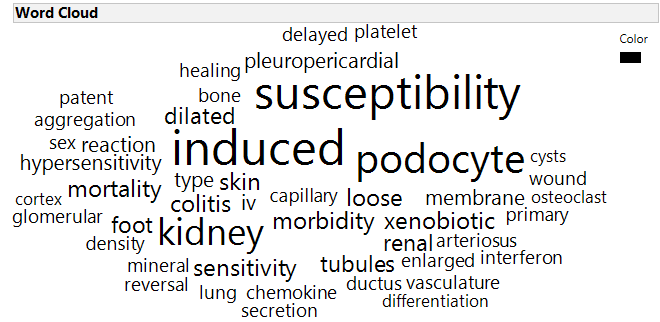 Word Cloud
Color
delayed platelet
healing pleuropericardial
patent bone susceptibility
aggregation dilated
sex reaction induced podocyte cysts
hypersensitivity type skin wound
cortex mortality colitis iv capillary loose membrane osteoclast
glomerular foot kidney morbidity xenobiotic primary
density renal arteriosus
mineral sensitivity tubules enlarged interferon
reversal lung chemokine ductus vasculature
secretion differentiation